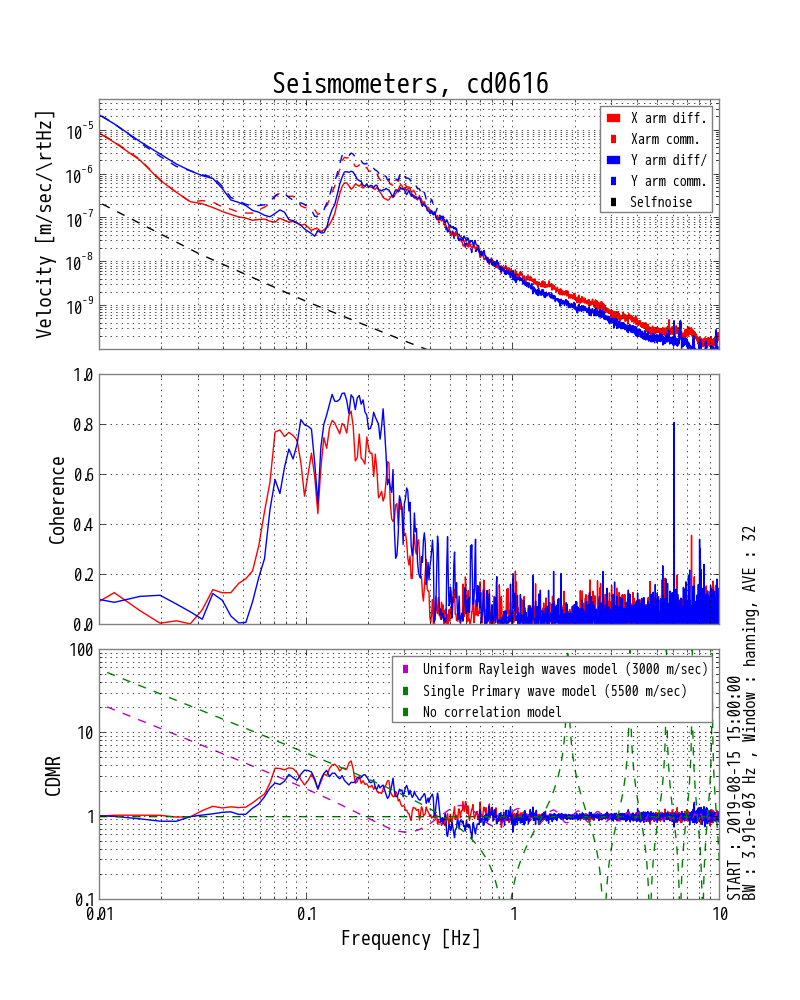 Seismometers, cd0616
Velocity [m/sec/\rtHz]
10^-5
10^-6
10^-7
10^-8
10^-9
X arm diff.
Xarm comm.
Y arm diff/
Y arm comm.
Selfnoise
Coherence
1.0
0.8
0.6
0.4
0.2
0.0
CDMR
100
10
1
0.1
Uniform Rayleigh waves model (3000 m/sec)
Single Primary wave model (5500 m/sec)
No correlation model
0.01
0.1
1
10
Frequency [Hz]
START : 2019-08-15 15:00:00
BW : 3.91e-03 Hz , Window : hanning, AVE : 32